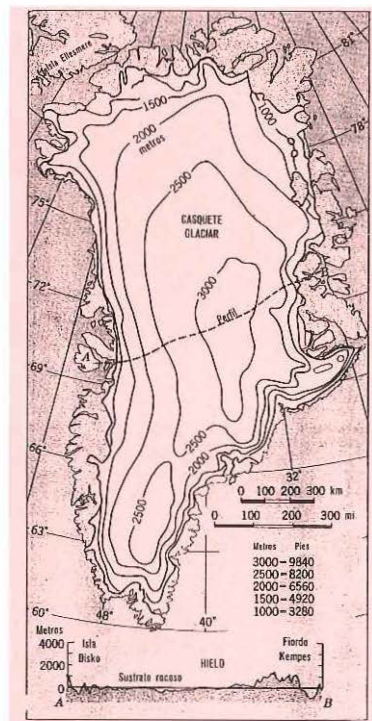 Isla Ellesmere
81°
1500
1000
2000
metros
78°
2500
75°
CASQUETE
GLACIAR
72°
3000
Perfil
A
69°
66°
2500
2000
32°
0 100 200 300 km
2500
0 100 200 300 mi
63°
Metros Pies
3000-9840
2500-8200
2000-6560
1500-4920
1000-3280
60°
48°
40°
Metros
4000
2000
0
Isla
Disko
HIELO
Fiordo
Kempes
Sustrato rocoso
A
B